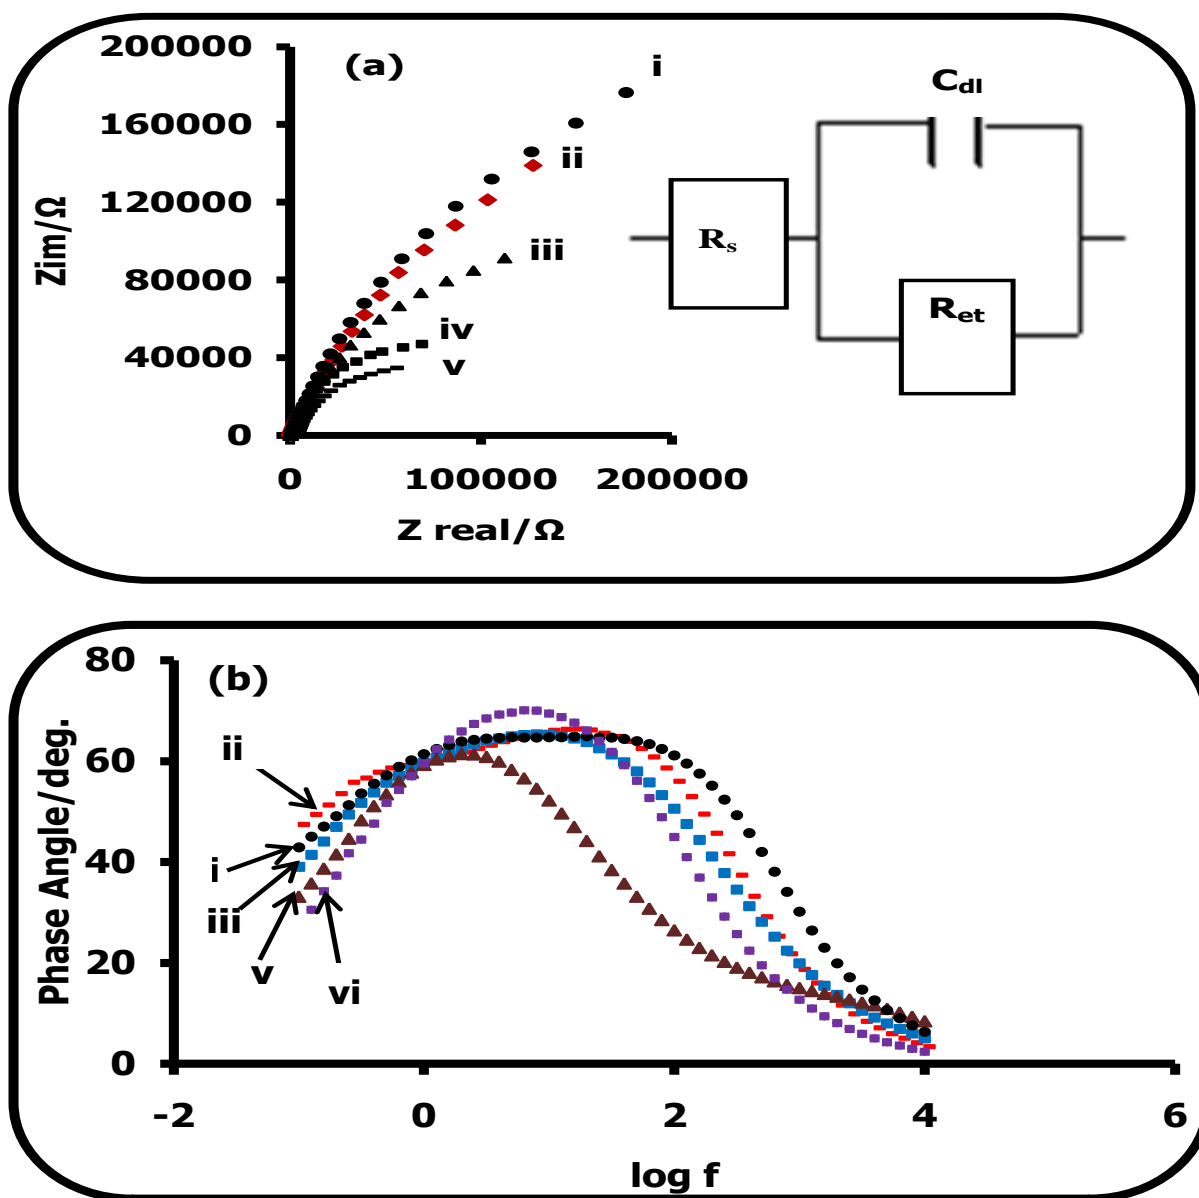 200000
(a)
i
160000
ii
120000
iii
80000
iv
40000
v
0
Zim/Ω
0 100000 200000
Z real/Ω
Cdl
Rs
Ret
80
(b)
60
ii
40
i
iii
20
v
vi
0
Phase Angle/deg.
-2 0 2 4 6
log f